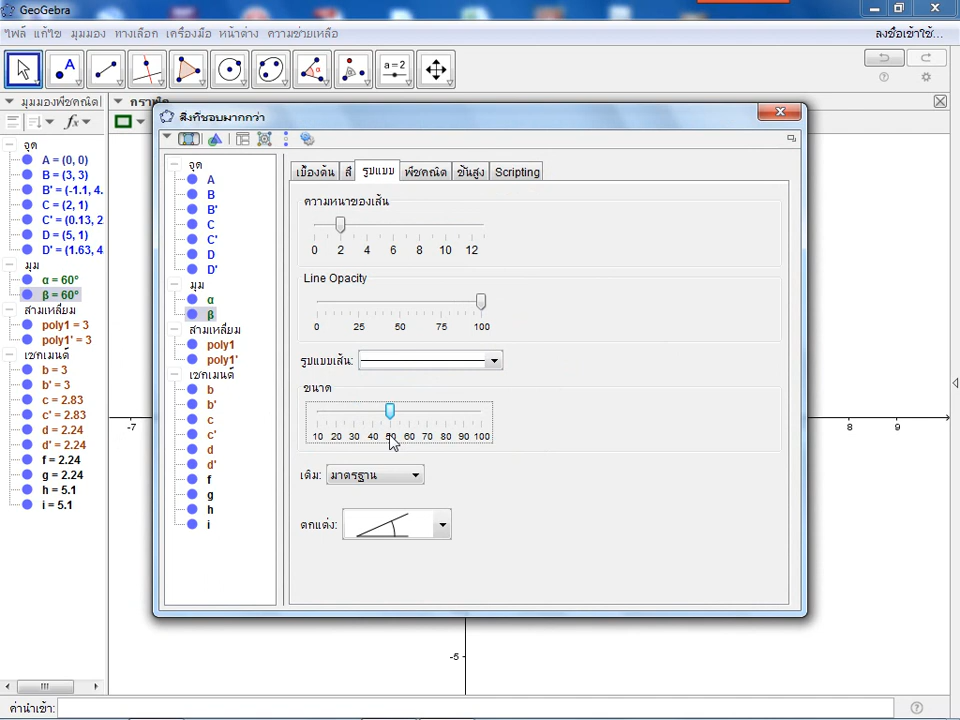 GeoGebra
ไฟล์ แก้ไข มุมมอง ทางเลือก เครื่องมือ หน้าต่าง ความช่วยเหลือ
ลงชื่อเข้าใช้...
A
a = 2
มุมมองพีชคณิต
กราฟิก
จุด
A = (0, 0)
B = (3, 3)
B' = (-1.1, 4.
C = (2, 1)
C' = (0.13, 2
D = (5, 1)
D' = (1.63, 4
มุม
α = 60°
β = 60°
สามเหลี่ยม
poly1 = 3
poly1' = 3
เซกเมนต์
b = 3
b' = 3
c = 2.83
c' = 2.83
d = 2.24
d' = 2.24
f = 2.24
g = 2.24
h = 5.1
i = 5.1
สิ่งที่ชอบมากกว่า
จุด
A
B
B'
C
C'
D
D'
มุม
α
β
สามเหลี่ยม
poly1
poly1'
เซกเมนต์
b
b'
c
c'
d
d'
f
g
h
i
เบื้องต้น สี รูปแบบ พีชคณิต ขั้นสูง Scripting
ความหนาของเส้น
0 2 4 6 8 10 12
Line Opacity
0 25 50 75 100
รูปแบบเส้น:
ขนาด
10 20 30 40 50 60 70 80 90 100
เติม: มาตรฐาน
ตกแต่ง:
-7
8
9
-5
ค่านำเข้า: